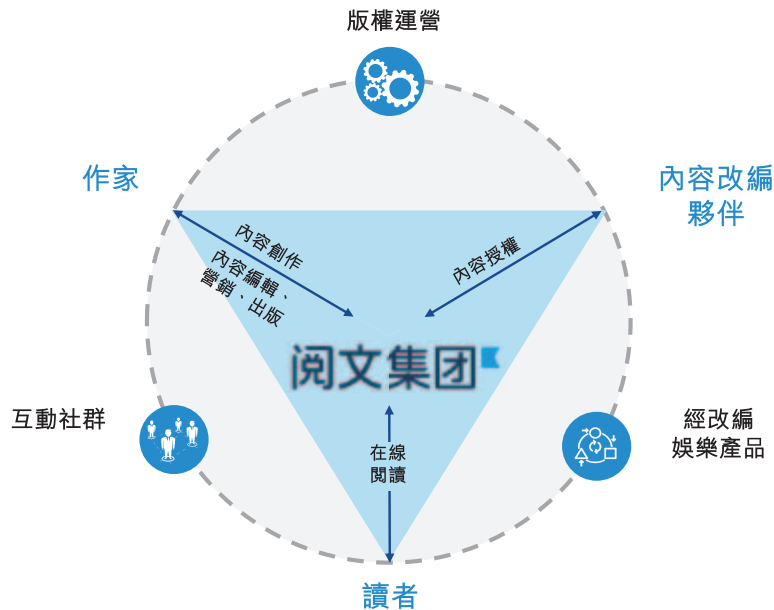 版權運營
作家
內容改編
夥伴
內容創作
內容編輯、
營銷、出版
內容授權
阅文集团
互動社群
在線
閱讀
經改編
娛樂產品
讀者